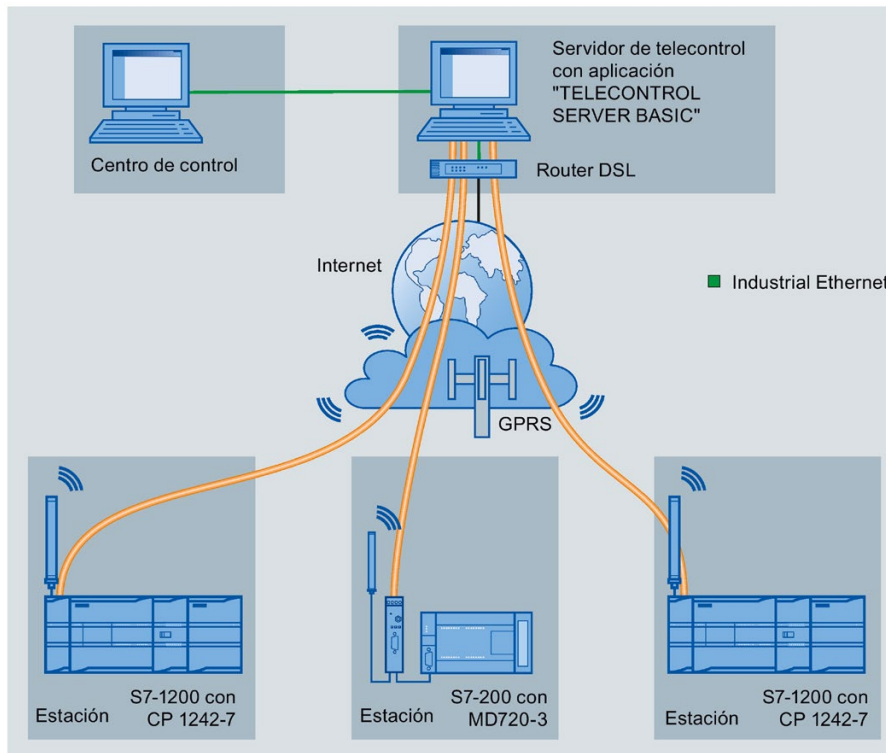 Servidor de telecontrol
con aplicación
"TELECONTROL
SERVER BASIC"
Centro de control
Router DSL
Internet
Industrial Ethernet
GPRS
Estación
S7-1200 con
CP 1242-7
Estación
S7-200 con
MD720-3
Estación
S7-1200 con
CP 1242-7